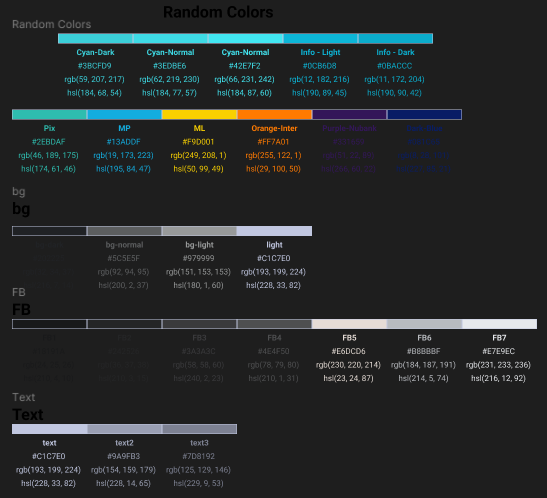 Random Colors
Random Colors
Cyan-Dark Cyan-Normal Cyan-Normal Info - Light Info - Dark
#3BCFD9 #3EDBE6 #42E7F2 #0CB6D8 #0BACCC
rgb(59, 207, 217) rgb(62, 219, 230) rgb(66, 231, 242) rgb(12, 182, 216) rgb(11, 172, 204)
hsl(184, 68, 54) hsl(184, 77, 57) hsl(184, 87, 60) hsl(190, 89, 45) hsl(190, 90, 42)
Pix MP ML Orange-Inter
#2EBDAF #13ADDF #F9D001 #FF7A01
rgb(46, 189, 175) rgb(19, 173, 223) rgb(249, 208, 1) rgb(255, 122, 1)
hsl(174, 61, 46) hsl(195, 84, 47) hsl(50, 99, 49) hsl(29, 100, 50)
bg
bg
bg-normal bg-light light
#5C5E5F #979999 #C1C7E0
rgb(92, 94, 95) rgb(151, 153, 153) rgb(193, 199, 224)
hsl(200, 2, 37) hsl(180, 1, 60) hsl(228, 33, 82)
FB
FB
FB3 FB4 FB5 FB6 FB7
#3A3A3C #4E4F50 #E6DCD6 #B8BBBF #E7E9EC
rgb(58, 58, 60) rgb(78, 79, 80) rgb(230, 220, 214) rgb(184, 187, 191) rgb(231, 233, 236)
hsl(240, 2, 23) hsl(210, 1, 31) hsl(23, 24, 87) hsl(214, 5, 74) hsl(216, 12, 92)
Text
Text
text text2 text3
#C1C7E0 #9A9FB3 #7D8192
rgb(193, 199, 224) rgb(154, 159, 179) rgb(125, 129, 146)
hsl(228, 33, 82) hsl(228, 14, 65) hsl(229, 9, 53)